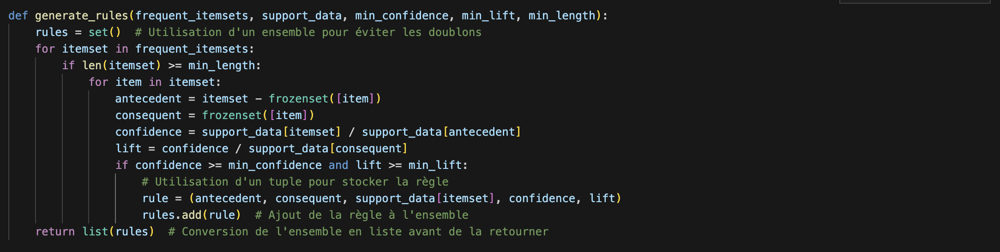 def generate_rules(frequent_itemsets, support_data, min_confidence, min_lift, min_length):
    rules = set()  # Utilisation d'un ensemble pour éviter les doublons
    for itemset in frequent_itemsets:
        if len(itemset) >= min_length:
            for item in itemset:
                antecedent = itemset - frozenset([item])
                consequent = frozenset([item])
                confidence = support_data[itemset] / support_data[antecedent]
                lift = confidence / support_data[consequent]
                if confidence >= min_confidence and lift >= min_lift:
                    # Utilisation d'un tuple pour stocker la règle
                    rule = (antecedent, consequent, support_data[itemset], confidence, lift)
                    rules.add(rule)  # Ajout de la règle à l'ensemble
    return list(rules)  # Conversion de l'ensemble en liste avant de la retourner